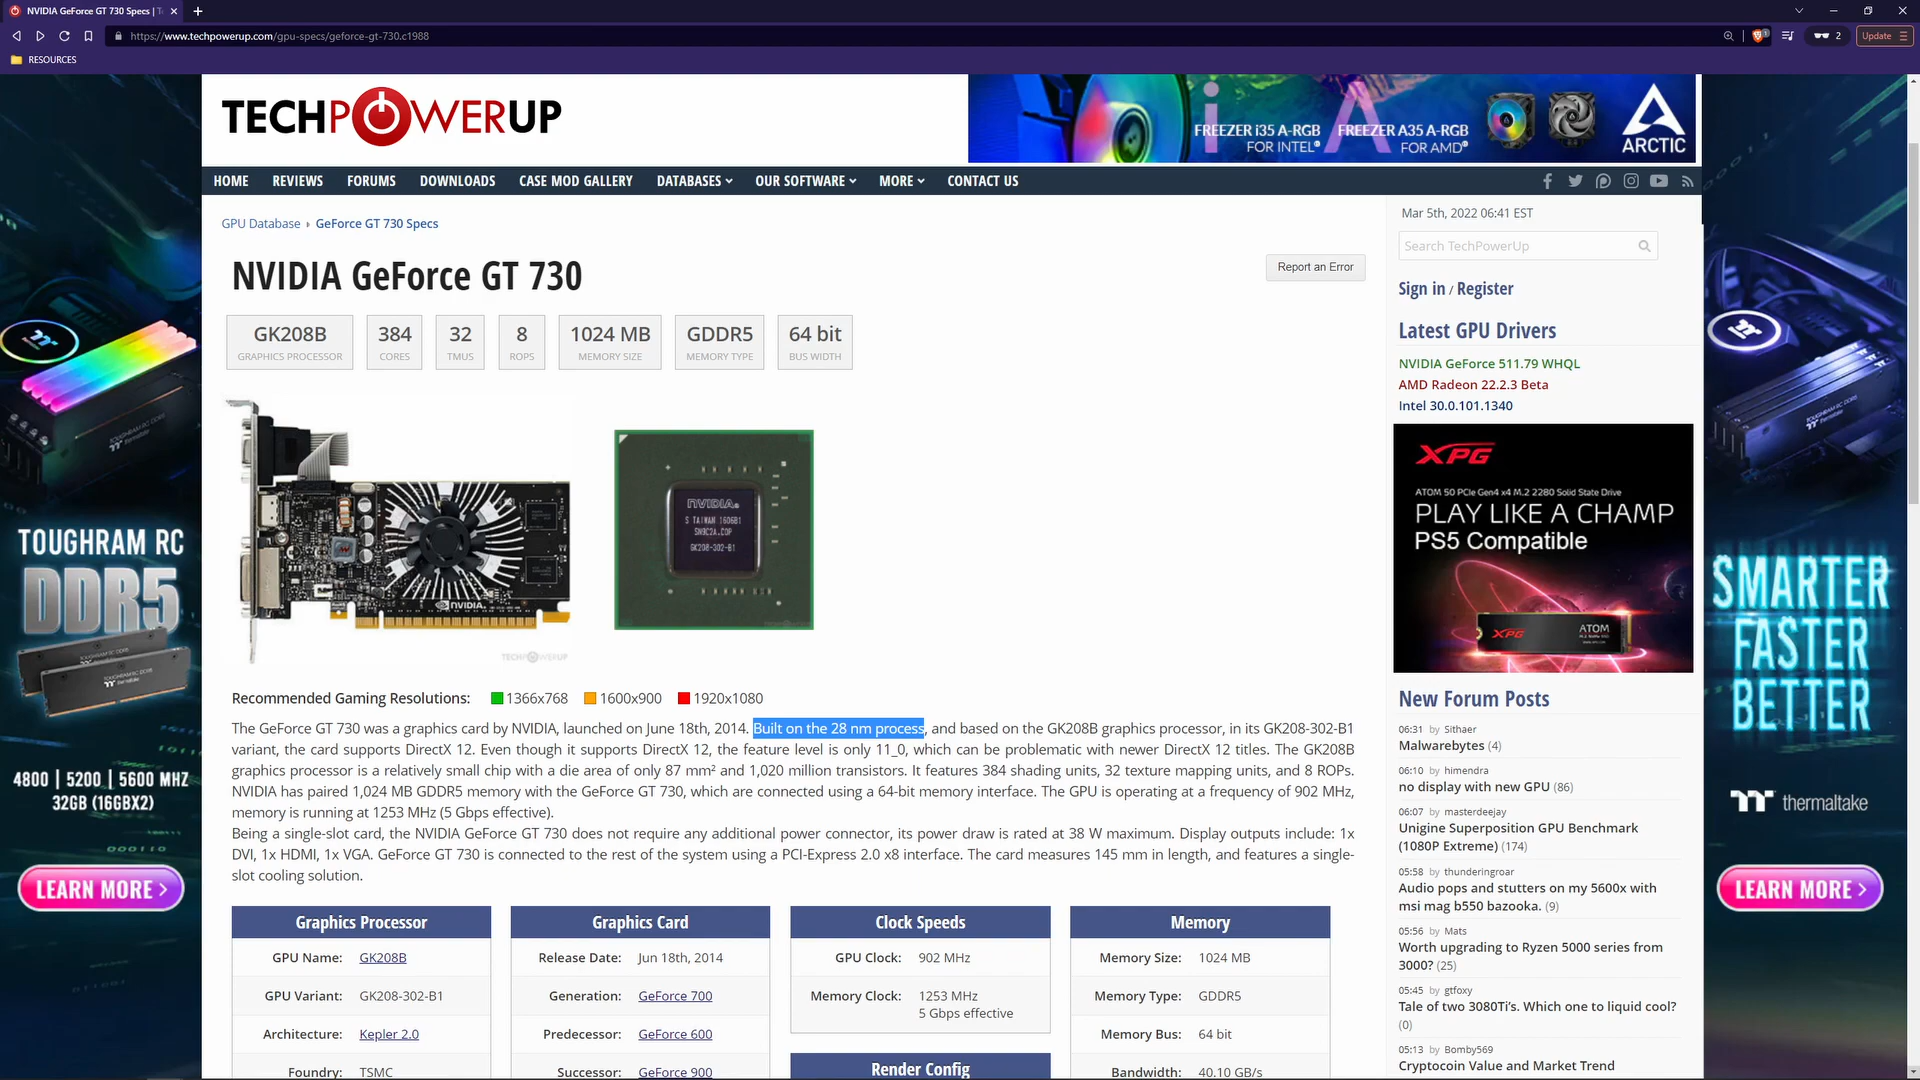 NVIDIA GeForce GT 730 Specs | T
https://www.techpowerup.com/gpu-specs/geforce-gt-730.c1988
2
Update
RESOURCES
TECHPOWERUP
FREEZER i35 A-RGB
FOR INTEL®
FREEZER A35 A-RGB
FOR AMD®
ARCTIC
HOME
REVIEWS
FORUMS
DOWNLOADS
CASE MOD GALLERY
DATABASES
OUR SOFTWARE
MORE
CONTACT US
GPU Database
GeForce GT 730 Specs
Mar 5th, 2022 06:41 EST
Search TechPowerUp
NVIDIA GeForce GT 730
Report an Error
Sign in / Register
GK208B
GRAPHICS PROCESSOR
384
CORES
32
TMUS
8
ROPS
1024 MB
MEMORY SIZE
GDDR5
MEMORY TYPE
64 bit
BUS WIDTH
Latest GPU Drivers
NVIDIA GeForce 511.79 WHQL
AMD Radeon 22.2.3 Beta
Intel 30.0.101.1340
NVIDIA.
TECHPOWERUP
NVIDIA®
S TAIWAN 1606B1
SN9C2A.COP
GK208-302-B1
XPG
ATOM 50 PCIe Gen4 x4 M.2 2280 Solid State Drive
PLAY LIKE A CHAMP
PS5 Compatible
XPG
ATOM
TOUGHRAM RC
DDR5
4800 | 5200 | 5600 MHZ
32GB (16GBX2)
LEARN MORE >
SMARTER
FASTER
BETTER
thermaltake
LEARN MORE >
Recommended Gaming Resolutions:
1366x768
1600x900
1920x1080
The GeForce GT 730 was a graphics card by NVIDIA, launched on June 18th, 2014. Built on the 28 nm process, and based on the GK208B graphics processor, in its GK208-302-B1
variant, the card supports DirectX 12. Even though it supports DirectX 12, the feature level is only 11_0, which can be problematic with newer DirectX 12 titles. The GK208B
graphics processor is a relatively small chip with a die area of only 87 mm² and 1,020 million transistors. It features 384 shading units, 32 texture mapping units, and 8 ROPs.
NVIDIA has paired 1,024 MB GDDR5 memory with the GeForce GT 730, which are connected using a 64-bit memory interface. The GPU is operating at a frequency of 902 MHz,
memory is running at 1253 MHz (5 Gbps effective).
Being a single-slot card, the NVIDIA GeForce GT 730 does not require any additional power connector, its power draw is rated at 38 W maximum. Display outputs include: 1x
DVI, 1x HDMI, 1x VGA. GeForce GT 730 is connected to the rest of the system using a PCI-Express 2.0 x8 interface. The card measures 145 mm in length, and features a single-
slot cooling solution.
Graphics Processor
GPU Name: GK208B
GPU Variant: GK208-302-B1
Architecture: Kepler 2.0
Foundry: TSMC
Graphics Card
Release Date: Jun 18th, 2014
Generation: GeForce 700
Predecessor: GeForce 600
Successor: GeForce 900
Clock Speeds
GPU Clock: 902 MHz
Memory Clock: 1253 MHz
5 Gbps effective
Render Config
Memory
Memory Size: 1024 MB
Memory Type: GDDR5
Memory Bus: 64 bit
Bandwidth: 40.10 GB/s
New Forum Posts
06:31 by Sithaer
Malwarebytes (4)
06:10 by himendra
no display with new GPU (86)
06:07 by masterdeejay
Unigine Superposition GPU Benchmark
(1080P Extreme) (174)
05:58 by thunderingroar
Audio pops and stutters on my 5600x with
msi mag b550 bazooka. (9)
05:56 by Mats
Worth upgrading to Ryzen 5000 series from
3000? (25)
05:45 by gtfoxy
Tale of two 3080Ti's. Which one to liquid cool?
(0)
05:13 by Bomby569
Cryptocoin Value and Market Trend